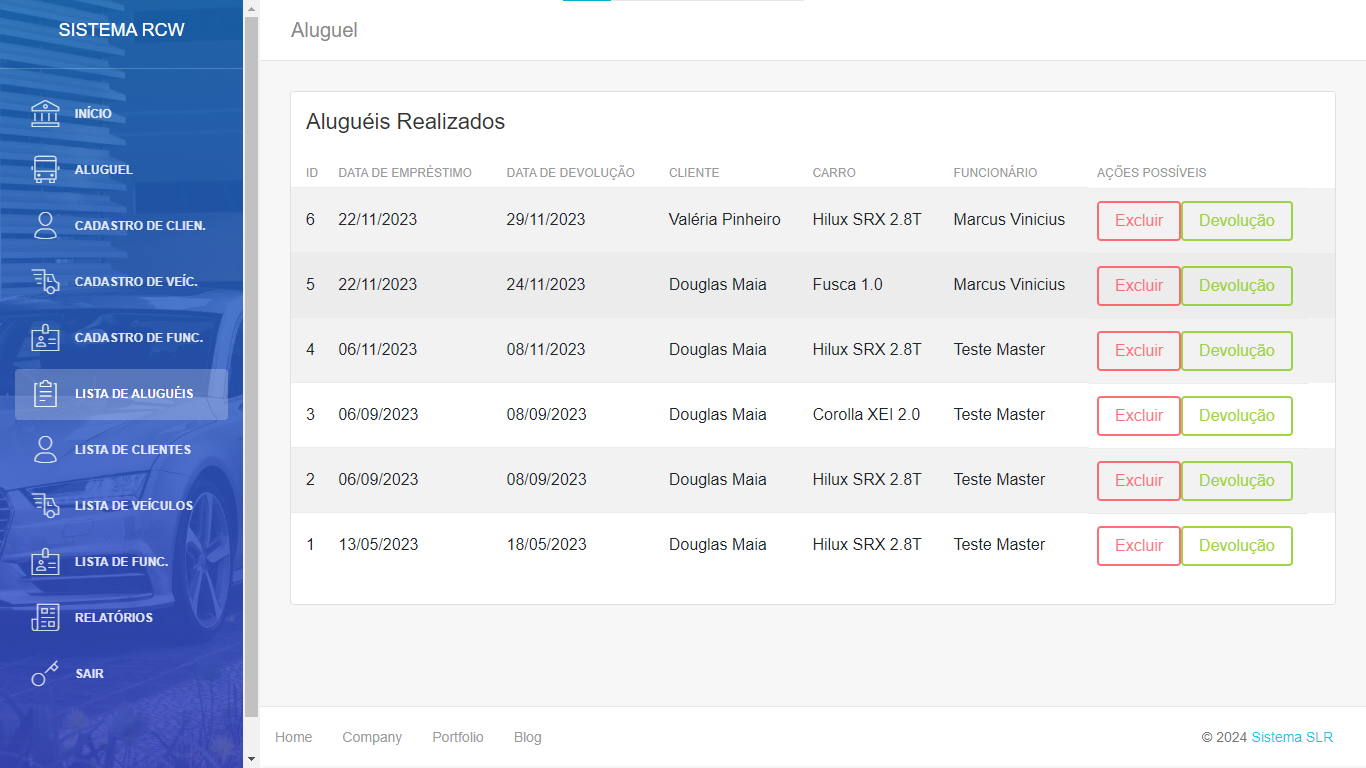 SISTEMA RCW
INÍCIO
ALUGUEL
CADASTRO DE CLIEN.
CADASTRO DE VEÍC.
CADASTRO DE FUNC.
LISTA DE ALUGUÉIS
LISTA DE CLIENTES
LISTA DE VEÍCULOS
LISTA DE FUNC.
RELATÓRIOS
SAIR
Aluguel
Aluguéis Realizados
ID DATA DE EMPRÉSTIMO DATA DE DEVOLUÇÃO CLIENTE CARRO FUNCIONÁRIO AÇÕES POSSÍVEIS
6 22/11/2023 29/11/2023 Valéria Pinheiro Hilux SRX 2.8T Marcus Vinicius Excluir Devolução
5 22/11/2023 24/11/2023 Douglas Maia Fusca 1.0 Marcus Vinicius Excluir Devolução
4 06/11/2023 08/11/2023 Douglas Maia Hilux SRX 2.8T Teste Master Excluir Devolução
3 06/09/2023 08/09/2023 Douglas Maia Corolla XEI 2.0 Teste Master Excluir Devolução
2 06/09/2023 08/09/2023 Douglas Maia Hilux SRX 2.8T Teste Master Excluir Devolução
1 13/05/2023 18/05/2023 Douglas Maia Hilux SRX 2.8T Teste Master Excluir Devolução
Home Company Portfolio Blog © 2024 Sistema SLR